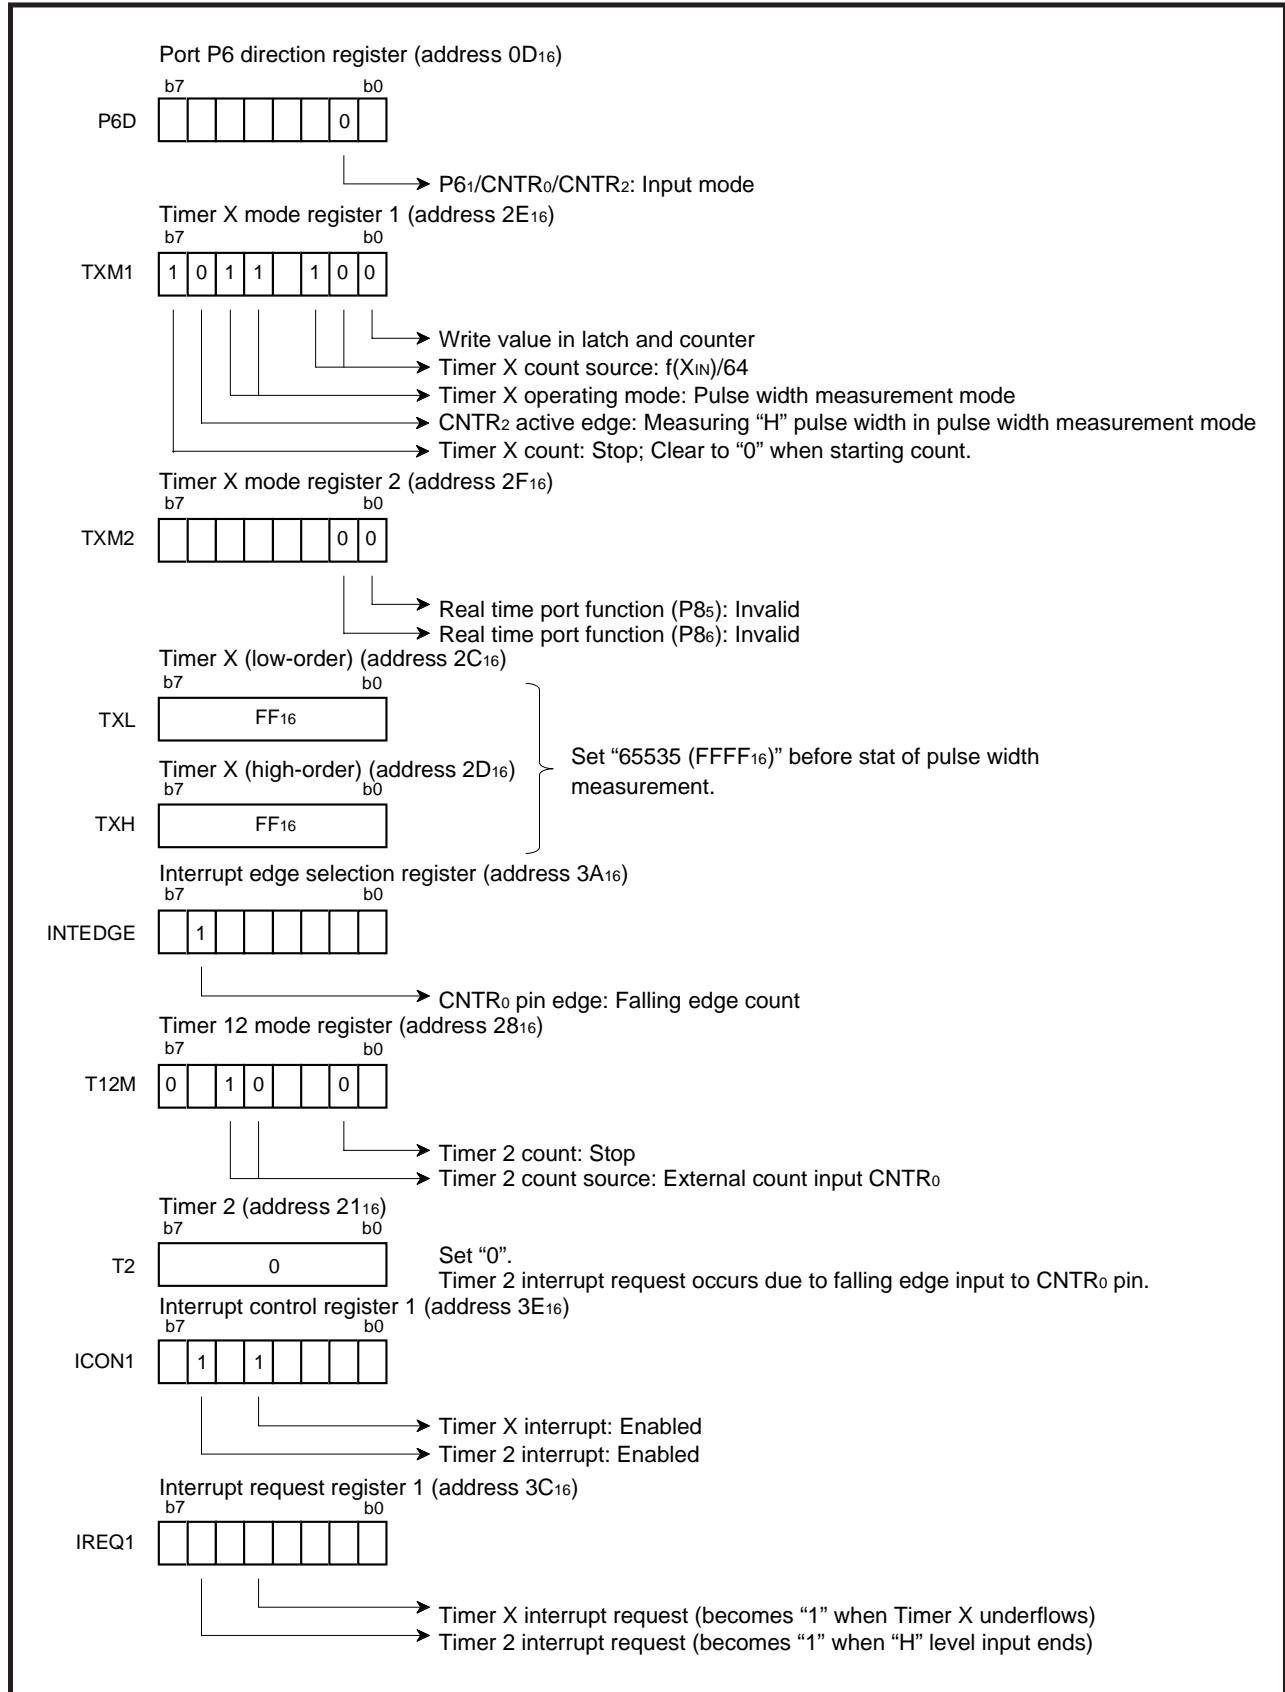 Port P6 direction register (address 0D16)
b7 b0
P6D 0
P61/CNTR0/CNTR2: Input mode
Timer X mode register 1 (address 2E16)
b7 b0
TXM1 1 0 1 1 1 0 0
Write value in latch and counter
Timer X count source: f(XIN)/64
Timer X operating mode: Pulse width measurement mode
CNTR2 active edge: Measuring “H” pulse width in pulse width measurement mode
Timer X count: Stop; Clear to “0” when starting count.
Timer X mode register 2 (address 2F16)
b7 b0
TXM2 0 0
Real time port function (P85): Invalid
Real time port function (P86): Invalid
Timer X (low-order) (address 2C16)
b7 b0
TXL FF16
Set “65535 (FFFF16)” before stat of pulse width
measurement.
Timer X (high-order) (address 2D16)
b7 b0
TXH FF16
Interrupt edge selection register (address 3A16)
b7 b0
INTEDGE 1
CNTR0 pin edge: Falling edge count
Timer 12 mode register (address 2816)
b7 b0
T12M 0 1 0 0
Timer 2 count: Stop
Timer 2 count source: External count input CNTR0
Timer 2 (address 2116)
b7 b0
T2 0
Set “0”.
Timer 2 interrupt request occurs due to falling edge input to CNTR0 pin.
Interrupt control register 1 (address 3E16)
b7 b0
ICON1 1 1
Timer X interrupt: Enabled
Timer 2 interrupt: Enabled
Interrupt request register 1 (address 3C16)
b7 b0
IREQ1
Timer X interrupt request (becomes “1” when Timer X underflows)
Timer 2 interrupt request (becomes “1” when “H” level input ends)